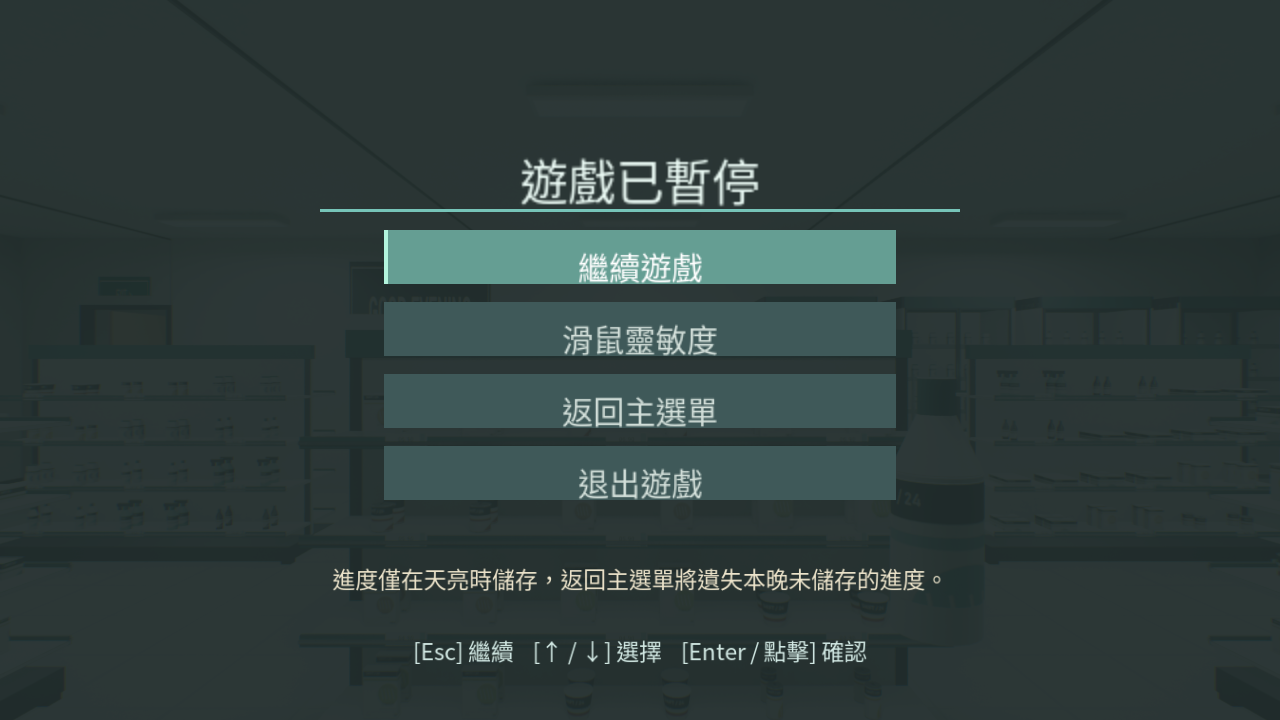 遊戲已暫停
繼續遊戲
滑鼠靈敏度
返回主選單
退出遊戲
24
進度僅在天亮時儲存，返回主選單將遺失本晚未儲存的進度。
[Esc] 繼續 [↑ / ↓] 選擇 [Enter / 點擊] 確認